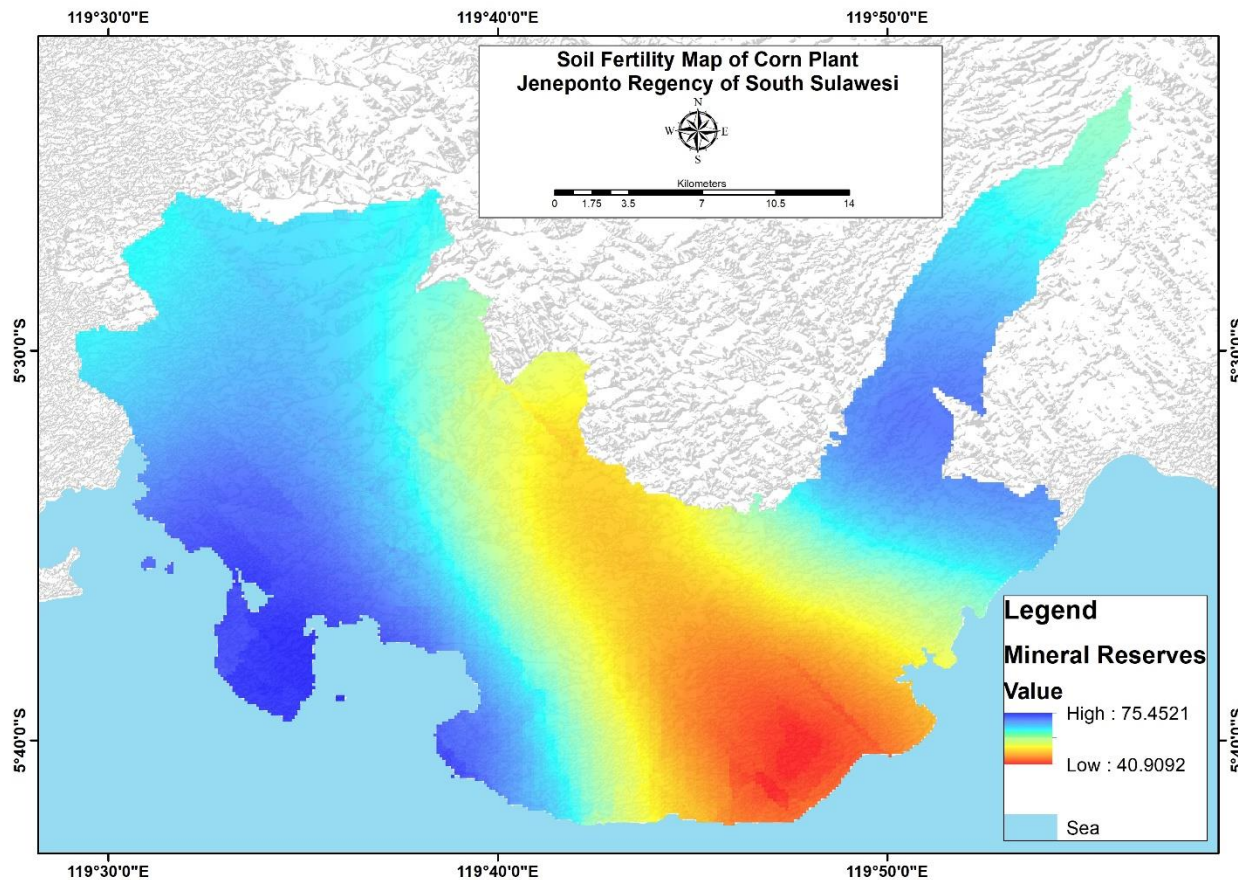 119°30'0"E
119°40'0"E
119°50'0"E
Soil Fertility Map of Corn Plant
Jeneponto Regency of South Sulawesi
N
W E
S
Kilometers
0 1.75 3.5 7 10.5 14
5°30'0"S
5°30'0"S
5°40'0"S
5°40'0"S
Legend
Mineral Reserves
Value
High : 75.4521
Low : 40.9092
Sea
119°30'0"E
119°40'0"E
119°50'0"E